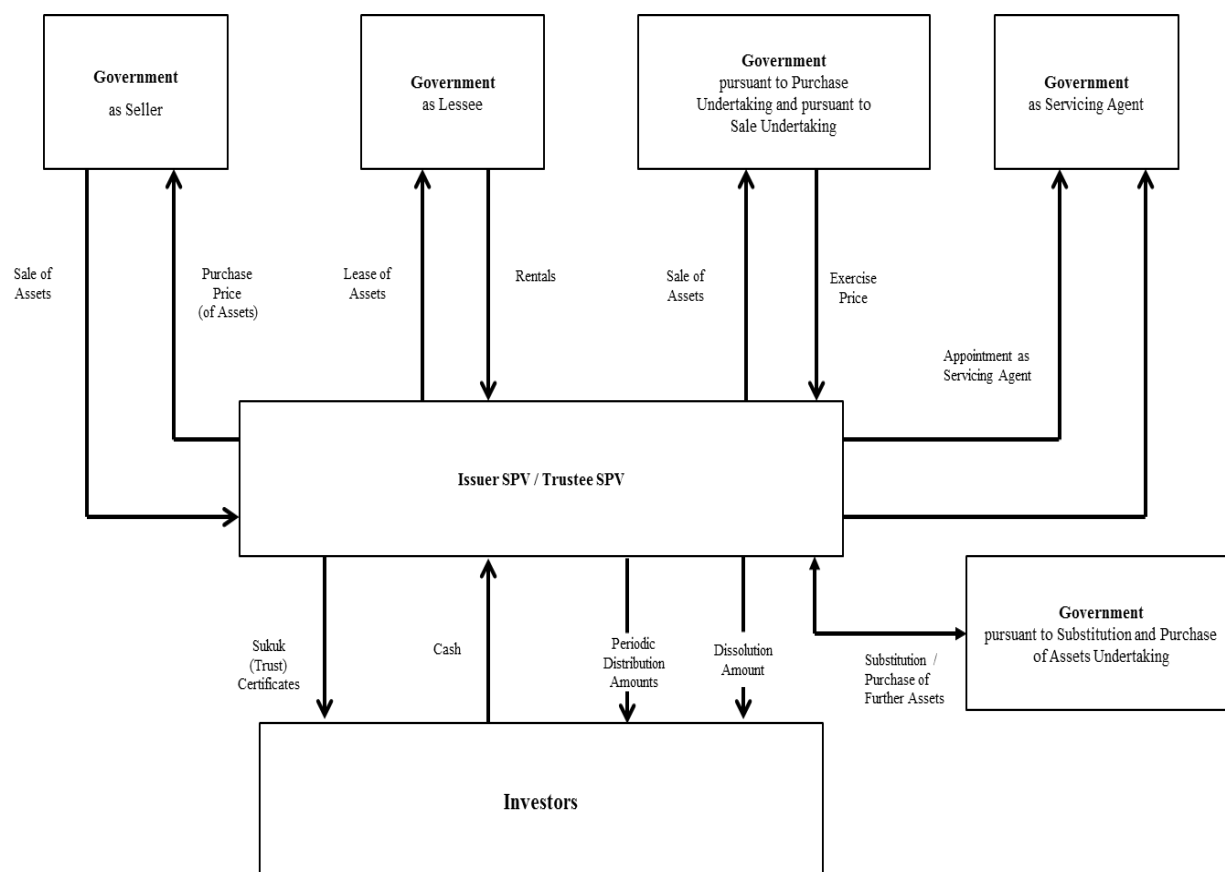 Government
as Seller
Government
as Lessee
Government
pursuant to Purchase
Undertaking and pursuant to
Sale Undertaking
Government
as Servicing Agent
Sale of
Assets
Purchase
Price
(of Assets)
Lease of
Assets
Rentals
Sale of
Assets
Exercise
Price
Appointment as
Servicing Agent
Issuer SPV / Trustee SPV
Sukuk
(Trust)
Certificates
Cash
Periodic
Distribution
Amounts
Dissolution
Amount
Substitution /
Purchase of
Further Assets
Government
pursuant to Substitution and Purchase
of Assets Undertaking
Investors